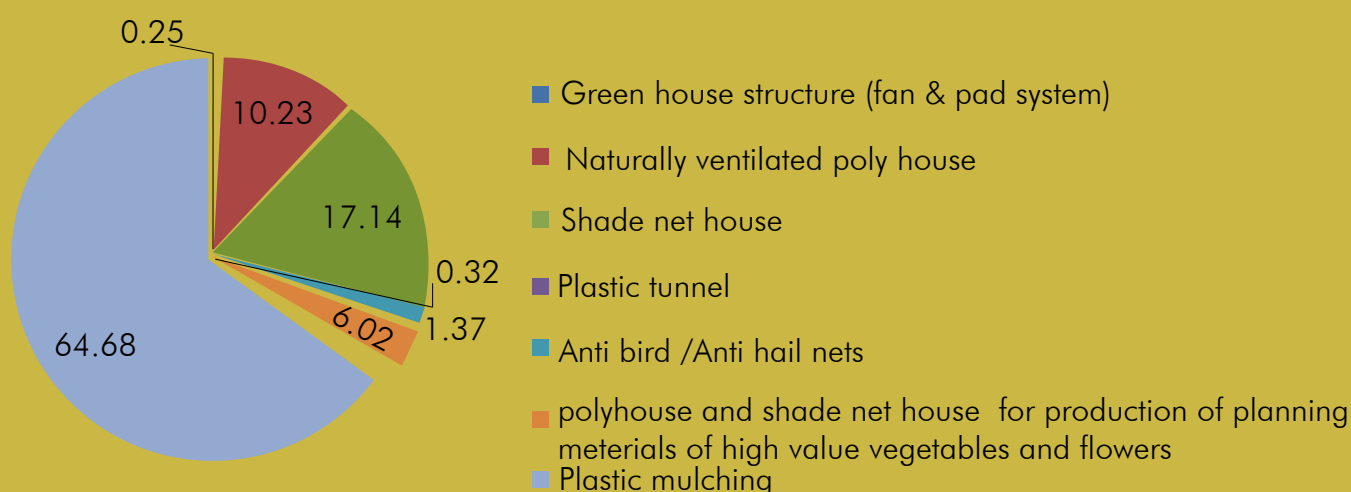 0.25
10.23
17.14
0.32
1.37
6.02
64.68
Green house structure (fan & pad system)
Naturally ventilated poly house
Shade net house
Plastic tunnel
Anti bird /Anti hail nets
polyhouse and shade net house for production of planning
meterials of high value vegetables and flowers
Plastic mulching